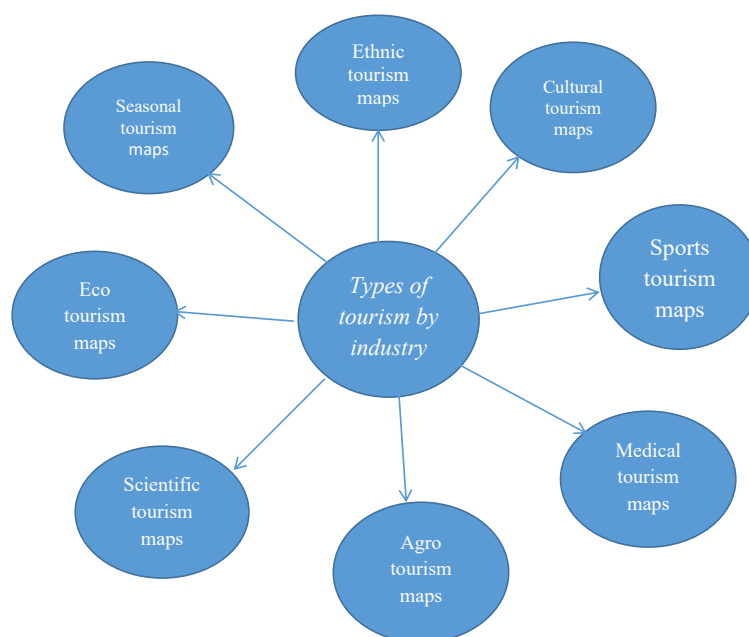 Ethnic
tourism
maps
Cultural
tourism
maps
Seasonal
tourism
maps
Sports
tourism
maps
Types of
tourism by
industry
Eco
tourism
maps
Medical
tourism
maps
Scientific
tourism
maps
Agro
tourism
maps